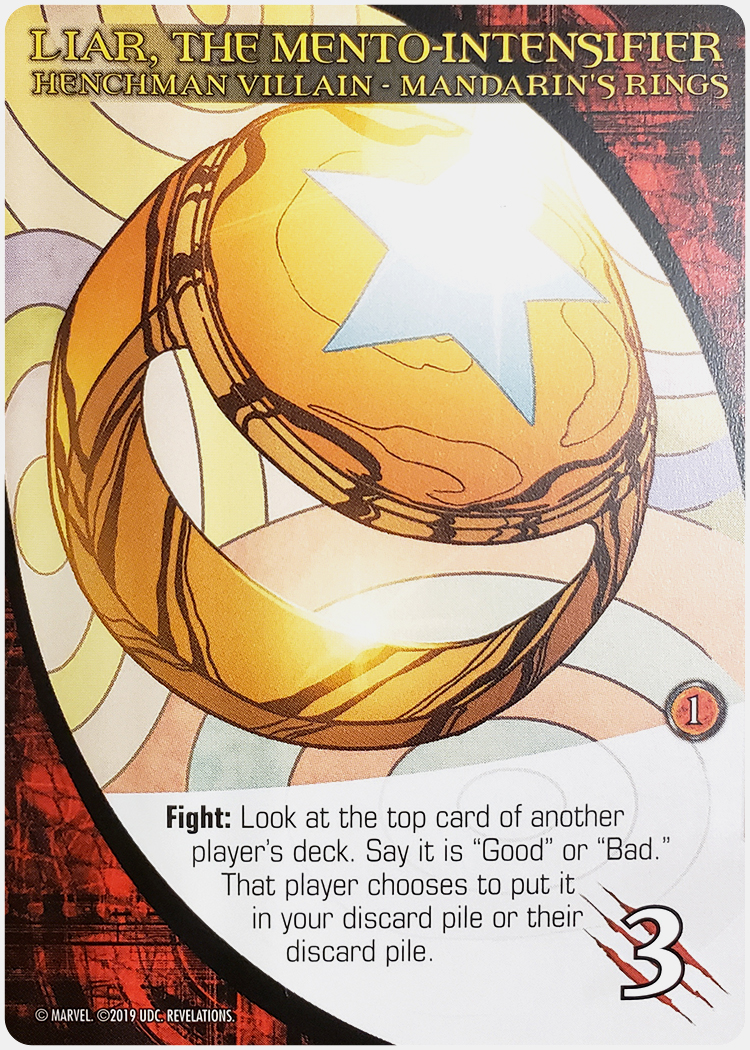 LIAR, THE MENTO-INTENSIFIER
HENCHMAN VILLAIN - MANDARIN'S RINGS
1
Fight: Look at the top card of another
player's deck. Say it is “Good” or “Bad.”
That player chooses to put it
in your discard pile or their
discard pile.
3
© MARVEL. ©2019 UDC. REVELATIONS.